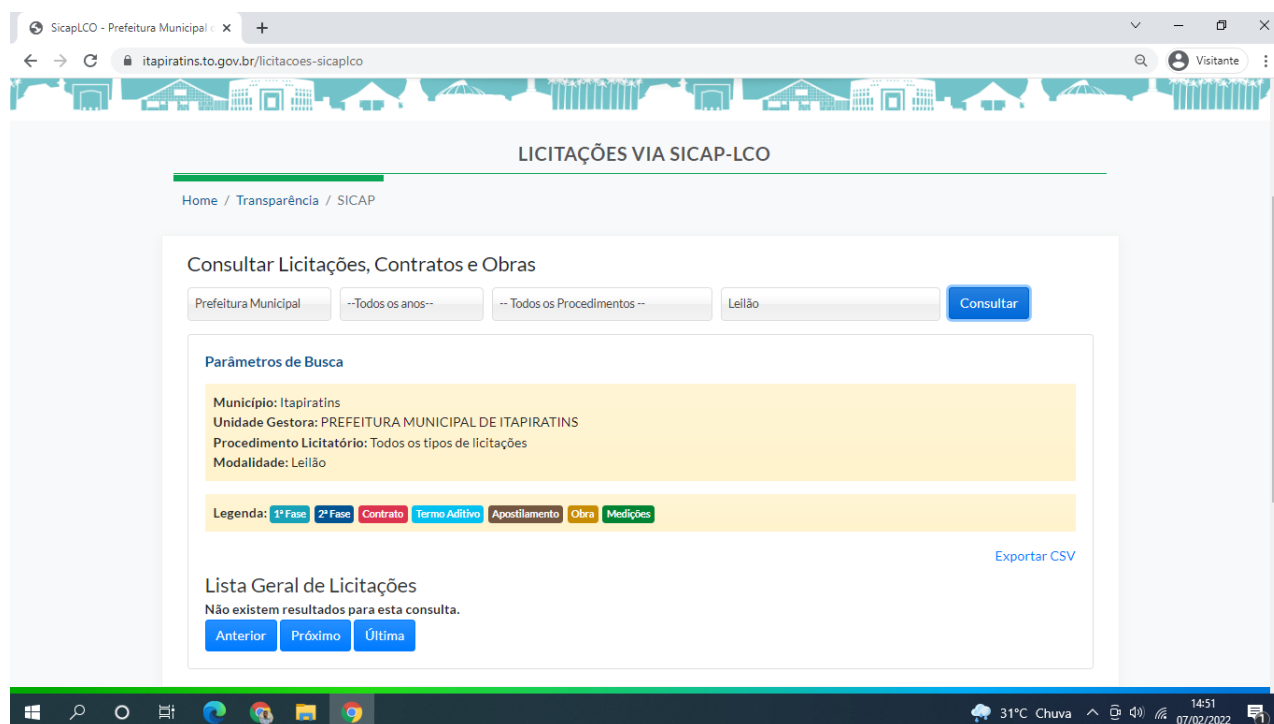 SicapLCO - Prefeitura Municipal
itapiratins.to.gov.br/licitacoes-sicaplco
Visitante
LICITAÇÕES VIA SICAP-LCO
Home / Transparência / SICAP
Consultar Licitações, Contratos e Obras
Prefeitura Municipal --Todos os anos-- -- Todos os Procedimentos -- Leilão Consultar
Parâmetros de Busca
Município: Itapiratins
Unidade Gestora: PREFEITURA MUNICIPAL DE ITAPIRATINS
Procedimento Licitatório: Todos os tipos de licitações
Modalidade: Leilão
Legenda: 1ª Fase 2ª Fase Contrato Termo Aditivo Apostilamento Obra Medições
Exportar CSV
Lista Geral de Licitações
Não existem resultados para esta consulta.
Anterior Próximo Última
31°C Chuva
14:51
07/02/2022